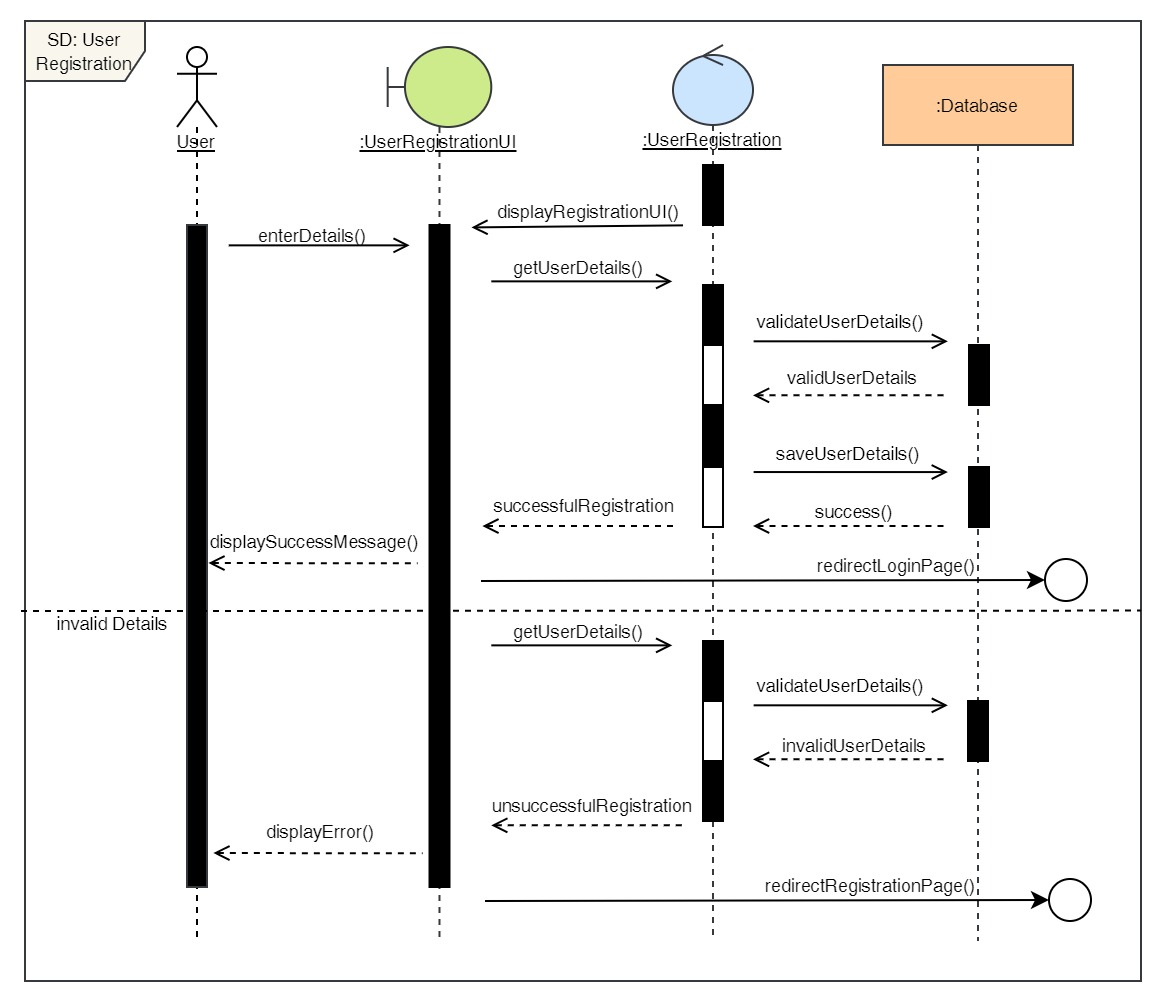 SD: User
Registration
User
:UserRegistrationUI
:UserRegistration
:Database
displayRegistrationUI()
enterDetails()
getUserDetails()
validateUserDetails()
validUserDetails
saveUserDetails()
successfulRegistration
success()
displaySuccessMessage()
redirectLoginPage()
invalid Details
getUserDetails()
validateUserDetails()
invalidUserDetails
unsuccessfulRegistration
displayError()
redirectRegistrationPage()